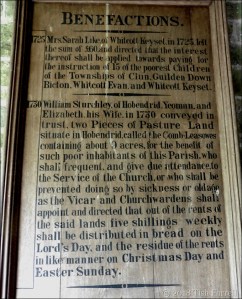 BENEFACTIONS.
1725 Mrs. Sarah Like of Whitcott Keyset, in 1725, left
the sum of £60 and directed that the interest
thereof shall be applied towards paying for
the instruction of 15 of the poorest Children
of the Townships of Clun, Guilden Down
Bicton, Whitcott Evan, and Whitcott Keyset.
1730 William Sturchley, of Hobendrid, Yeoman, and
Elizabeth his Wife, in 1730 conveyed in
trust, two Pieces of Pasture Land
situate in Hobendrid, called the Comb-Leasows
containing about 9 acres, for the benefit of
such poor inhabitants of this Parish, who
shall frequent, and give due attendance to
the Service of the Church, or who shall be
prevented doing so by sickness or old age
as the Vicar and Churchwardens shall
appoint and directed that out of the rents of
the said lands five shillings weekly
shall be distributed in bread on the
Lord's Day, and the residue of the rents
in like manner on Christmas Day and
Easter Sunday.